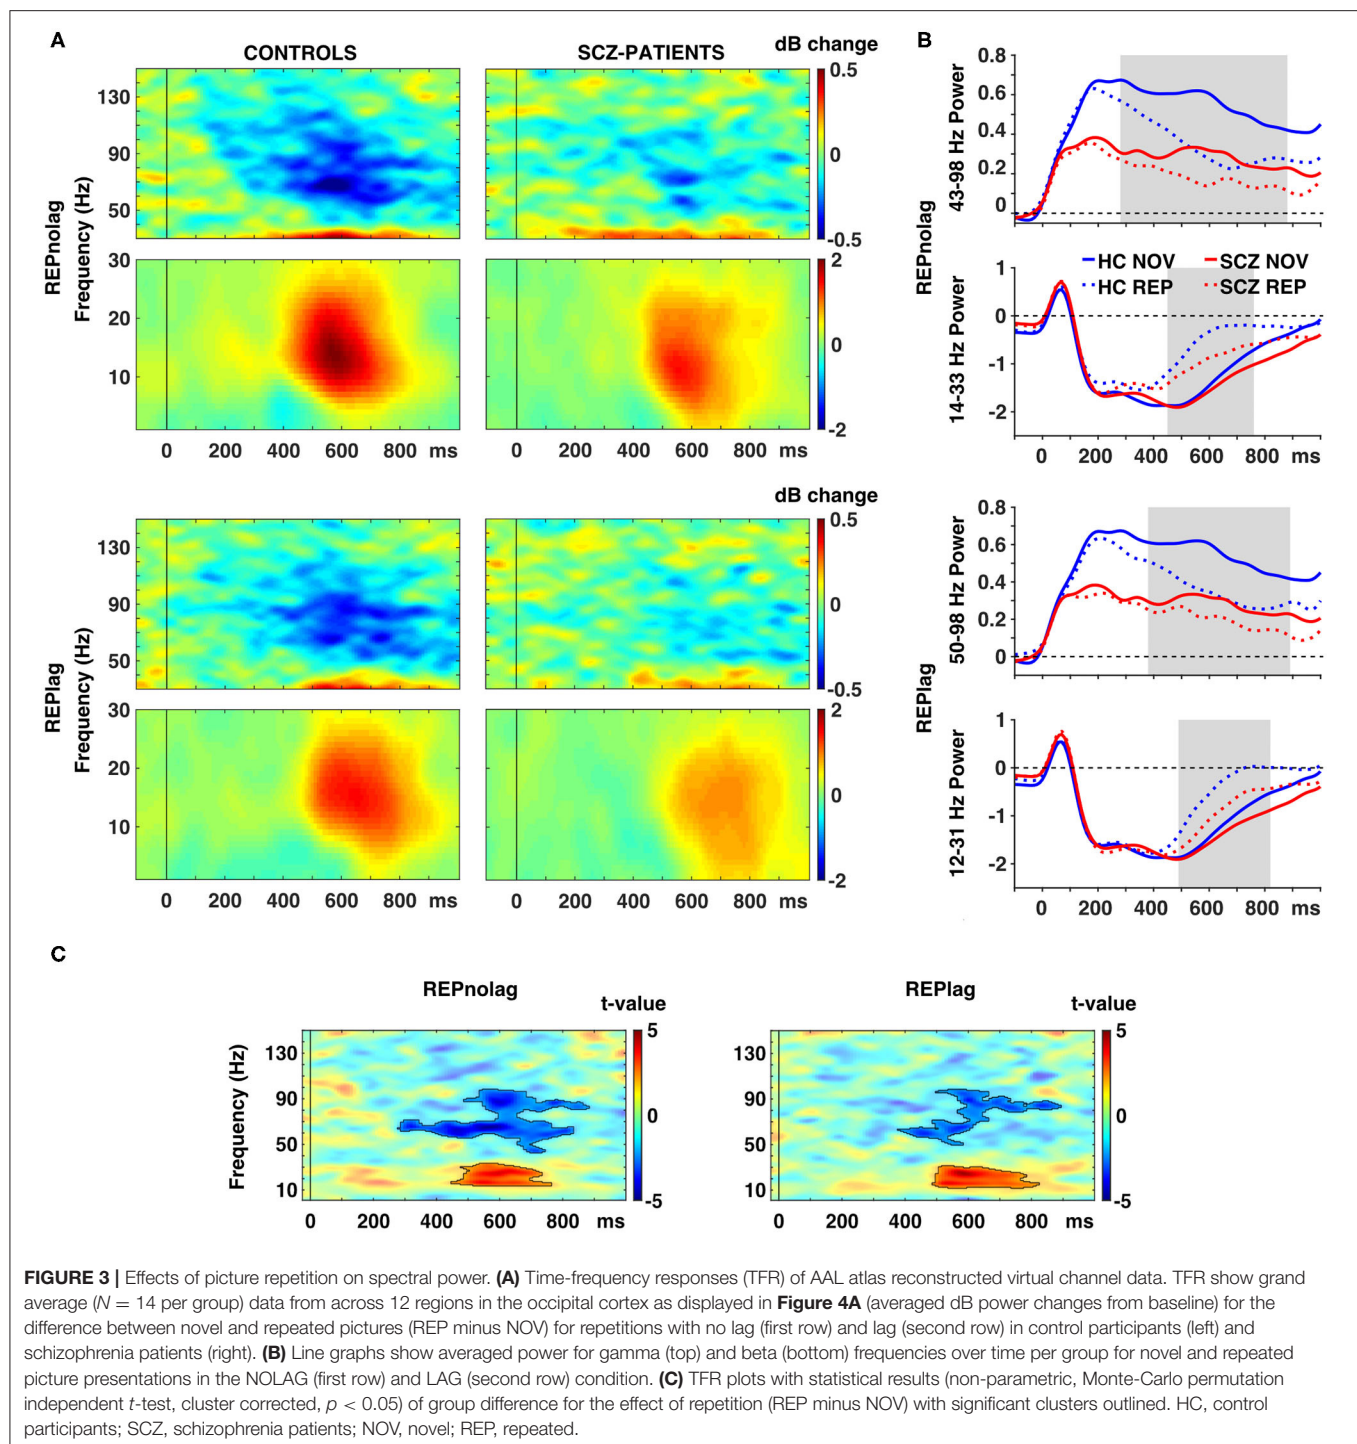 A
CONTROLS
SCZ-PATIENTS
dB change
B
REPnolag
Frequency (Hz)
130
90
50
0.5
0
-0.5
30
20
10
2
0
-2
0 200 400 600 800 ms
0 200 400 600 800 ms
REPnolag
43-98 Hz Power
0.8
0.6
0.4
0.2
0
HC NOV SCZ NOV
HC REP SCZ REP
14-33 Hz Power
1
0
-1
-2
0 200 400 600 800 ms
dB change
REPlag
Frequency (Hz)
130
90
50
0.5
0
-0.5
30
20
10
2
0
-2
0 200 400 600 800 ms
0 200 400 600 800 ms
REPlag
50-98 Hz Power
0.8
0.6
0.4
0.2
0
12-31 Hz Power
1
0
-1
-2
0 200 400 600 800 ms
C
REPnolag
t-value
Frequency (Hz)
130
90
50
10
5
0
-5
0 200 400 600 800 ms
REPlag
t-value
130
90
50
10
5
0
-5
0 200 400 600 800 ms
FIGURE 3 | Effects of picture repetition on spectral power. (A) Time-frequency responses (TFR) of AAL atlas reconstructed virtual channel data. TFR show grand
average (N = 14 per group) data from across 12 regions in the occipital cortex as displayed in Figure 4A (averaged dB power changes from baseline) for the
difference between novel and repeated pictures (REP minus NOV) for repetitions with no lag (first row) and lag (second row) in control participants (left) and
schizophrenia patients (right). (B) Line graphs show averaged power for gamma (top) and beta (bottom) frequencies over time per group for novel and repeated
picture presentations in the NOLAG (first row) and LAG (second row) condition. (C) TFR plots with statistical results (non-parametric, Monte-Carlo permutation
independent t-test, cluster corrected, p < 0.05) of group difference for the effect of repetition (REP minus NOV) with significant clusters outlined. HC, control
participants; SCZ, schizophrenia patients; NOV, novel; REP, repeated.